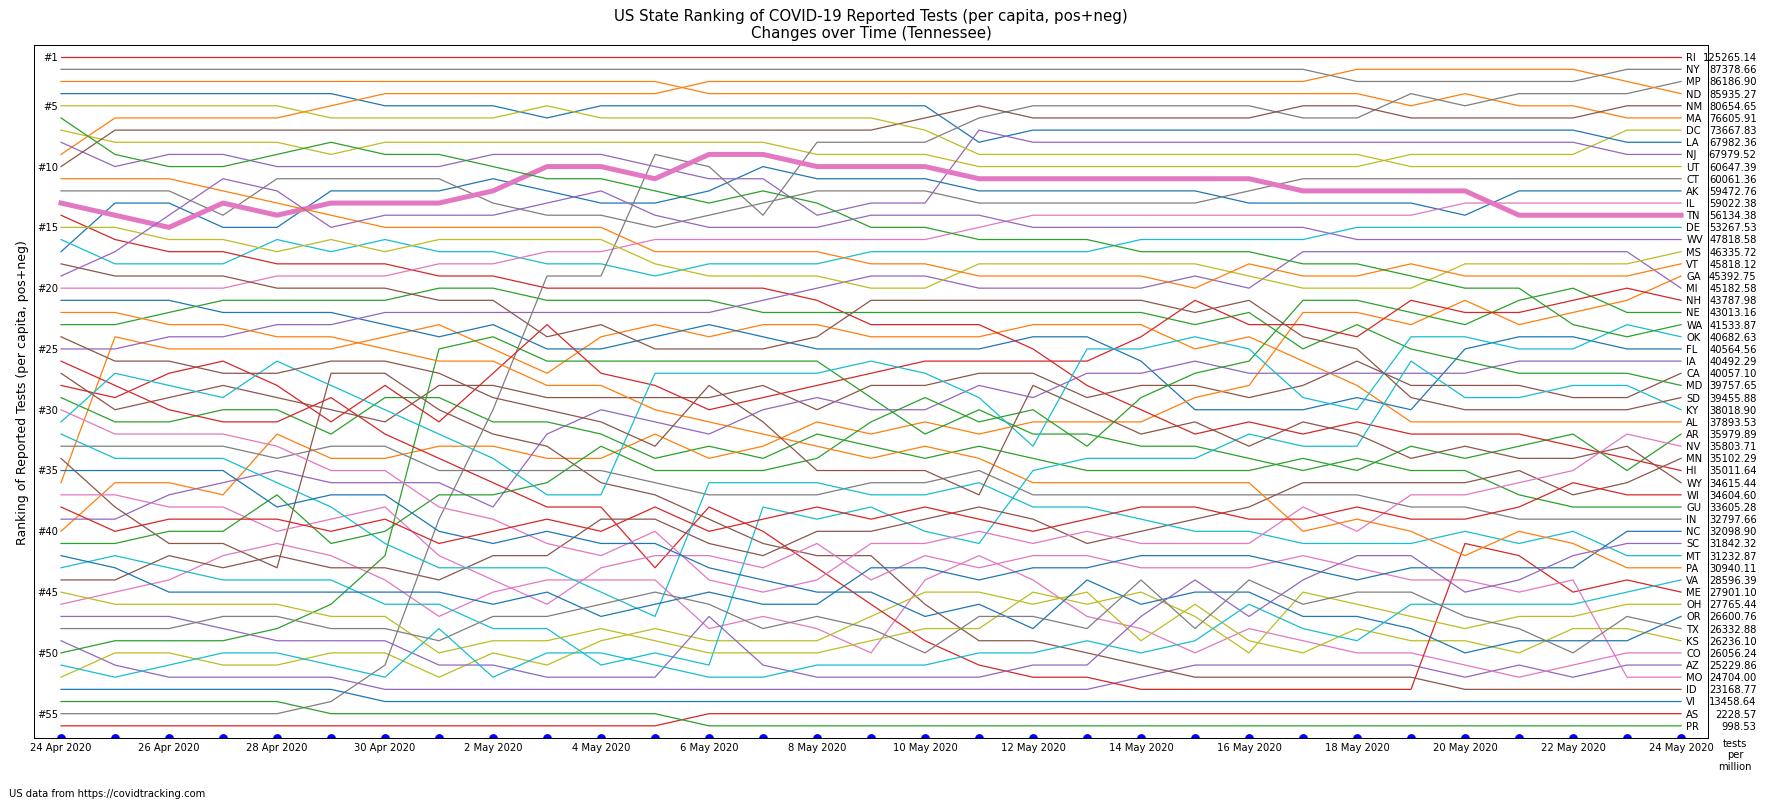 US State Ranking of COVID-19 Reported Tests (per capita, pos+neg)
Changes over Time (Tennessee)
Ranking of Reported Tests (per capita, pos+neg)
#1
#5
#10
#15
#20
#25
#30
#35
#40
#45
#50
#55
RI 125265.14
NY 87378.66
MP 86186.90
ND 85935.27
NM 80654.65
MA 76605.91
DC 73667.83
LA 67982.36
NJ 67979.52
UT 60647.39
CT 60061.36
AK 59472.76
IL 59022.38
TN 56134.38
DE 53267.53
WV 47818.58
MS 46335.72
VT 45818.12
GA 45392.75
MI 45182.58
NH 43787.98
NE 43013.16
WA 41533.87
OK 40682.63
FL 40564.56
IA 40492.29
CA 40057.10
MD 39757.65
SD 39455.88
KY 38018.90
AL 37893.53
AR 35979.89
NV 35803.71
MN 35102.29
HI 35011.64
WY 34615.44
WI 34604.60
GU 33605.28
IN 32797.66
NC 32098.90
SC 31842.32
MT 31232.87
PA 30940.11
VA 28596.39
ME 27901.10
OH 27765.44
OR 26600.76
TX 26332.88
KS 26236.10
CO 26056.24
AZ 25229.86
MO 24704.00
ID 23168.77
VI 13458.64
AS 2228.57
PR 998.53
24 Apr 2020 26 Apr 2020 28 Apr 2020 30 Apr 2020 2 May 2020 4 May 2020 6 May 2020 8 May 2020 10 May 2020 12 May 2020 14 May 2020 16 May 2020 18 May 2020 20 May 2020 22 May 2020 24 May 2020
tests
per
million
US data from https://covidtracking.com